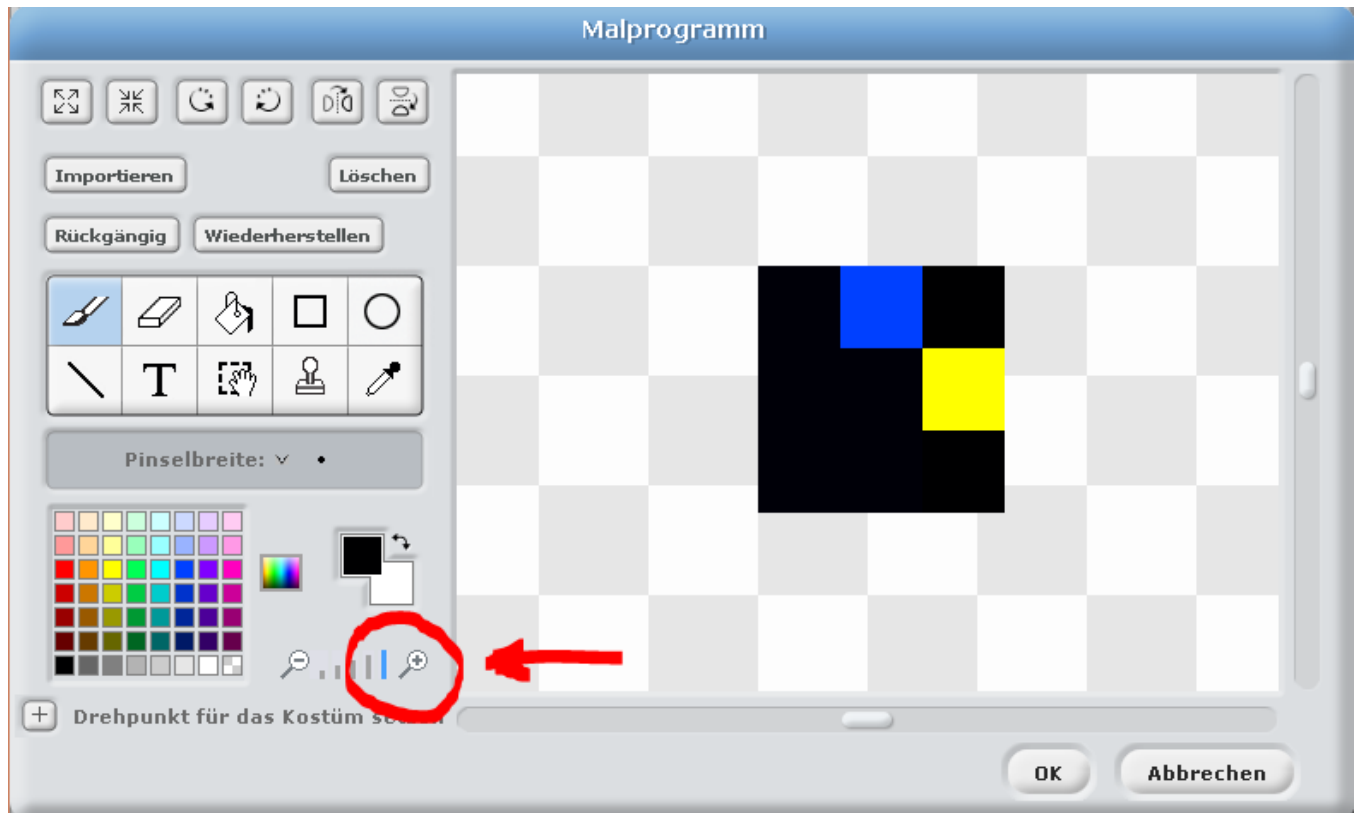 Malprogramm
Importieren
Löschen
Rückgängig
Wiederherstellen
T
Pinselbreite:
Drehpunkt für das Kostüm
OK
Abbrechen